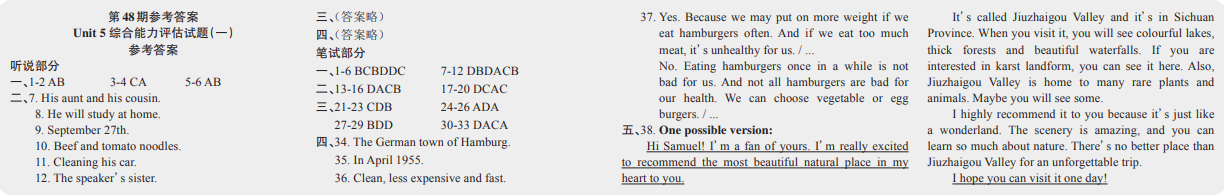 第48期参考答案
Unit 5 综合能力评估试题(一)
参考答案
听说部分
一、1-2 AB 3-4 CA 5-6 AB
二、7. His aunt and his cousin.
8. He will study at home.
9. September 27th.
10. Beef and tomato noodles.
11. Cleaning his car.
12. The speaker's sister.
三、(答案略)
四、(答案略)
笔试部分
一、1-6 BCBDDC 7-12 DBDACB
二、13-16 DACB 17-20 DCAC
三、21-23 CDB 24-26 ADA
27-29 BDD 30-33 DACA
四、34. The German town of Hamburg.
35. In April 1955.
36. Clean, less expensive and fast.
37. Yes. Because we may put on more weight if we
eat hamburgers often. And if we eat too much
meat, it's unhealthy for us. / ...
No. Eating hamburgers once in a while is not
bad for us. And not all hamburgers are bad for
our health. We can choose vegetable or egg
burgers. / ...
五、38. One possible version:
Hi Samuel! I'm a fan of yours. I'm really excited
to recommend the most beautiful natural place in my
heart to you.
It's called Jiuzhaigou Valley and it's in Sichuan
Province. When you visit it, you will see colourful lakes,
thick forests and beautiful waterfalls. If you are
interested in karst landform, you can see it here. Also,
Jiuzhaigou Valley is home to many rare plants and
animals. Maybe you will see some.
I highly recommend it to you because it's just like
a wonderland. The scenery is amazing, and you can
learn so much about nature. There's no better place than
Jiuzhaigou Valley for an unforgettable trip.
I hope you can visit it one day!